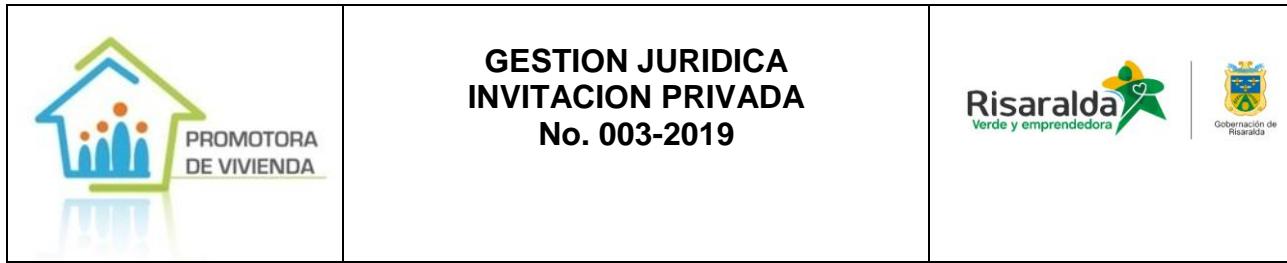 PROMOTORA
DE VIVIENDA
GESTION JURIDICA
INVITACION PRIVADA
No. 003-2019
Risaralda
Verde y emprendedora
Gobernación de
Risaralda